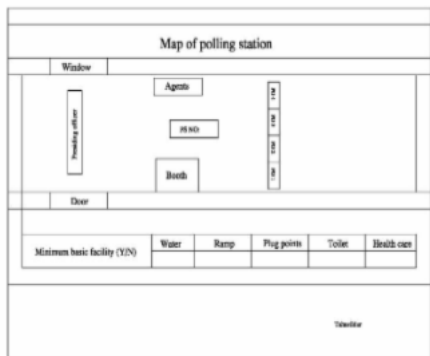 Map of polling station
Window
Agents
Presiding officer
Booth
Door
Minimum basic facility (Y/N)
Water
Ramp
Plug points
Toilet
Health care
Tahsildar